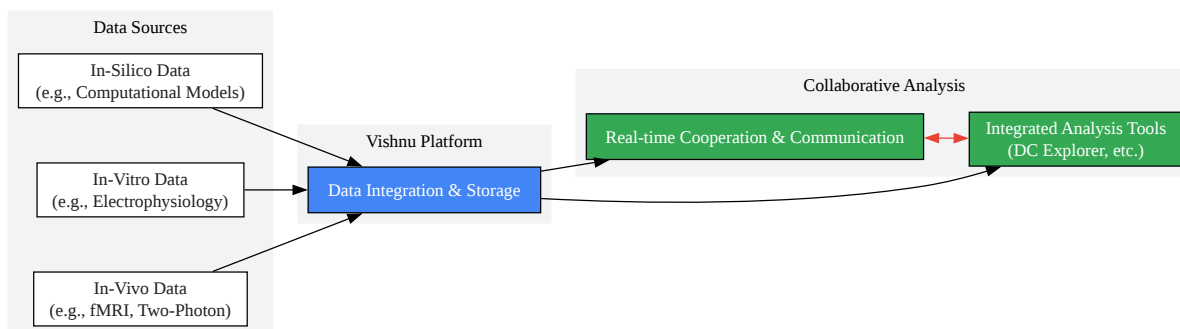 Data Sources
In-Silico Data
(e.g., Computational Models)
In-Vitro Data
(e.g., Electrophysiology)
In-Vivo Data
(e.g., fMRI, Two-Photon)
Vishnu Platform
Data Integration & Storage
Collaborative Analysis
Real-time Cooperation & Communication
Integrated Analysis Tools
(DC Explorer, etc.)